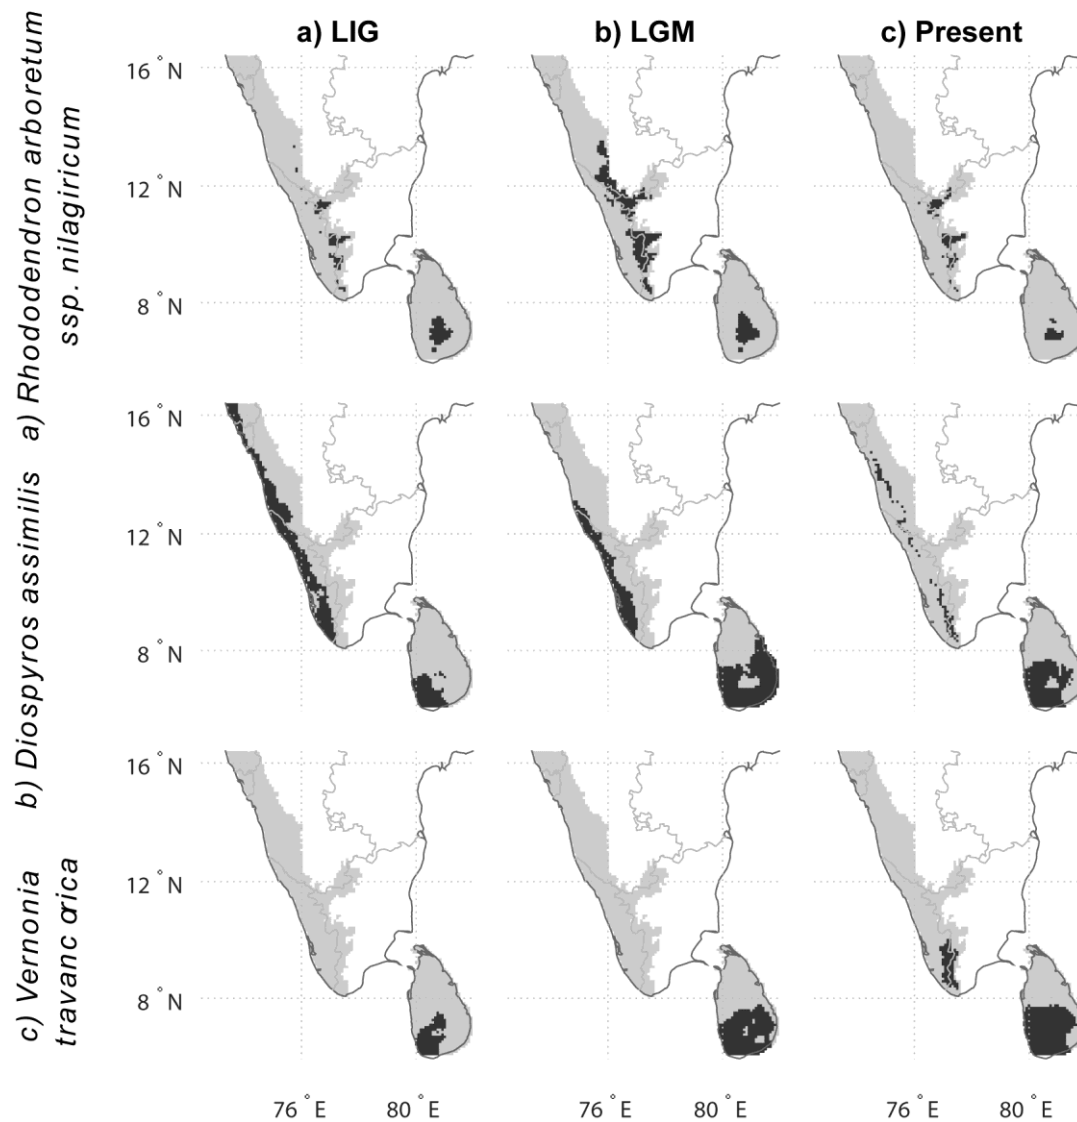 a) LIG b) LGM c) Present
a) Rhododendron arboretum
ssp. nilagiricum
16° N
12° N
8° N
b) Diospyros assimilis
16° N
12° N
8° N
c) Vernonia
travanc orica
16° N
12° N
8° N
76° E 80° E 76° E 80° E 76° E 80° E